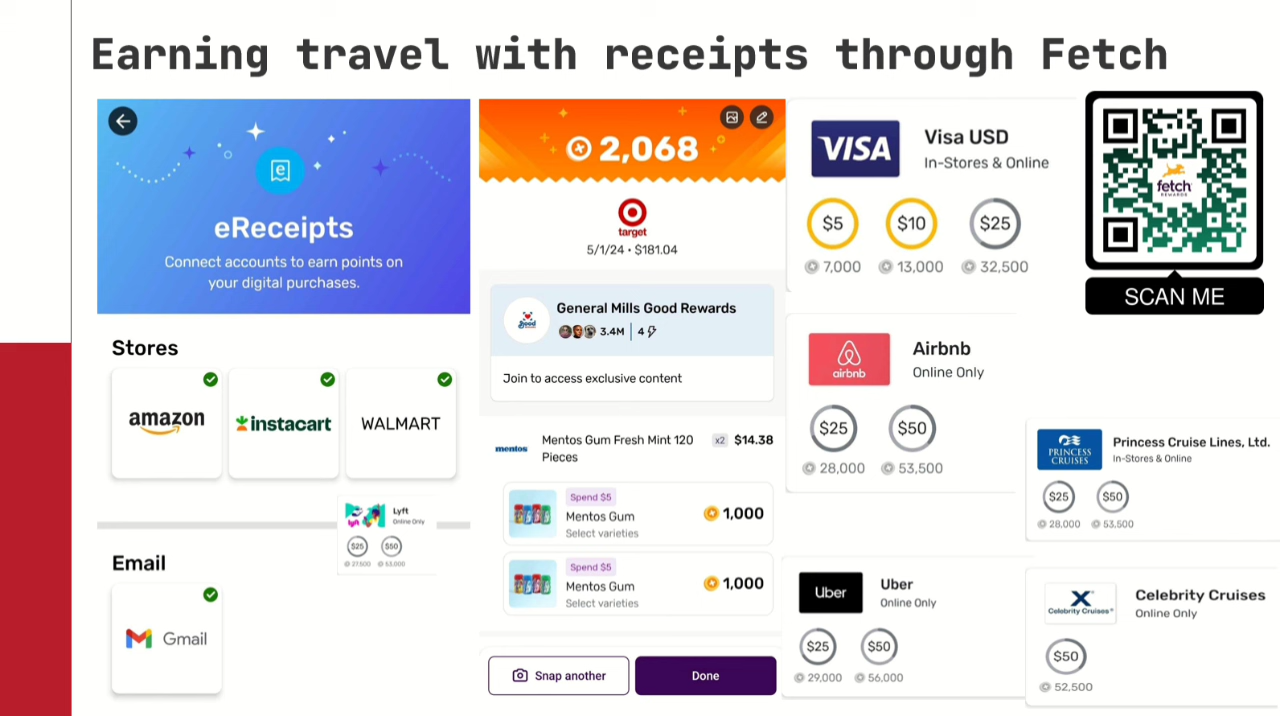 Earning travel with receipts through Fetch
eReceipts
Connect accounts to earn points on
your digital purchases.
Stores
amazon
instacart
WALMART
Lyft
Online Only
$25
$50
27,500
53,000
Email
Gmail
2,068
target
5/1/24 • $181.04
General Mills Good Rewards
3.4M
4
Join to access exclusive content
mentos
Mentos Gum Fresh Mint 120
Pieces
x2
$14.38
Spend $5
Mentos Gum
Select varieties
1,000
Spend $5
Mentos Gum
Select varieties
1,000
Snap another
Done
VISA
Visa USD
In-Stores & Online
$5
$10
$25
7,000
13,000
32,500
airbnb
Airbnb
Online Only
$25
$50
28,000
53,500
Uber
Uber
Online Only
$25
$50
29,000
56,000
fetch
REWARDS
SCAN ME
PRINCESS
CRUISES
Princess Cruise Lines, Ltd.
In-Stores & Online
$25
$50
28,000
53,500
X
Celebrity Cruises
Celebrity Cruises
Online Only
$50
52,500